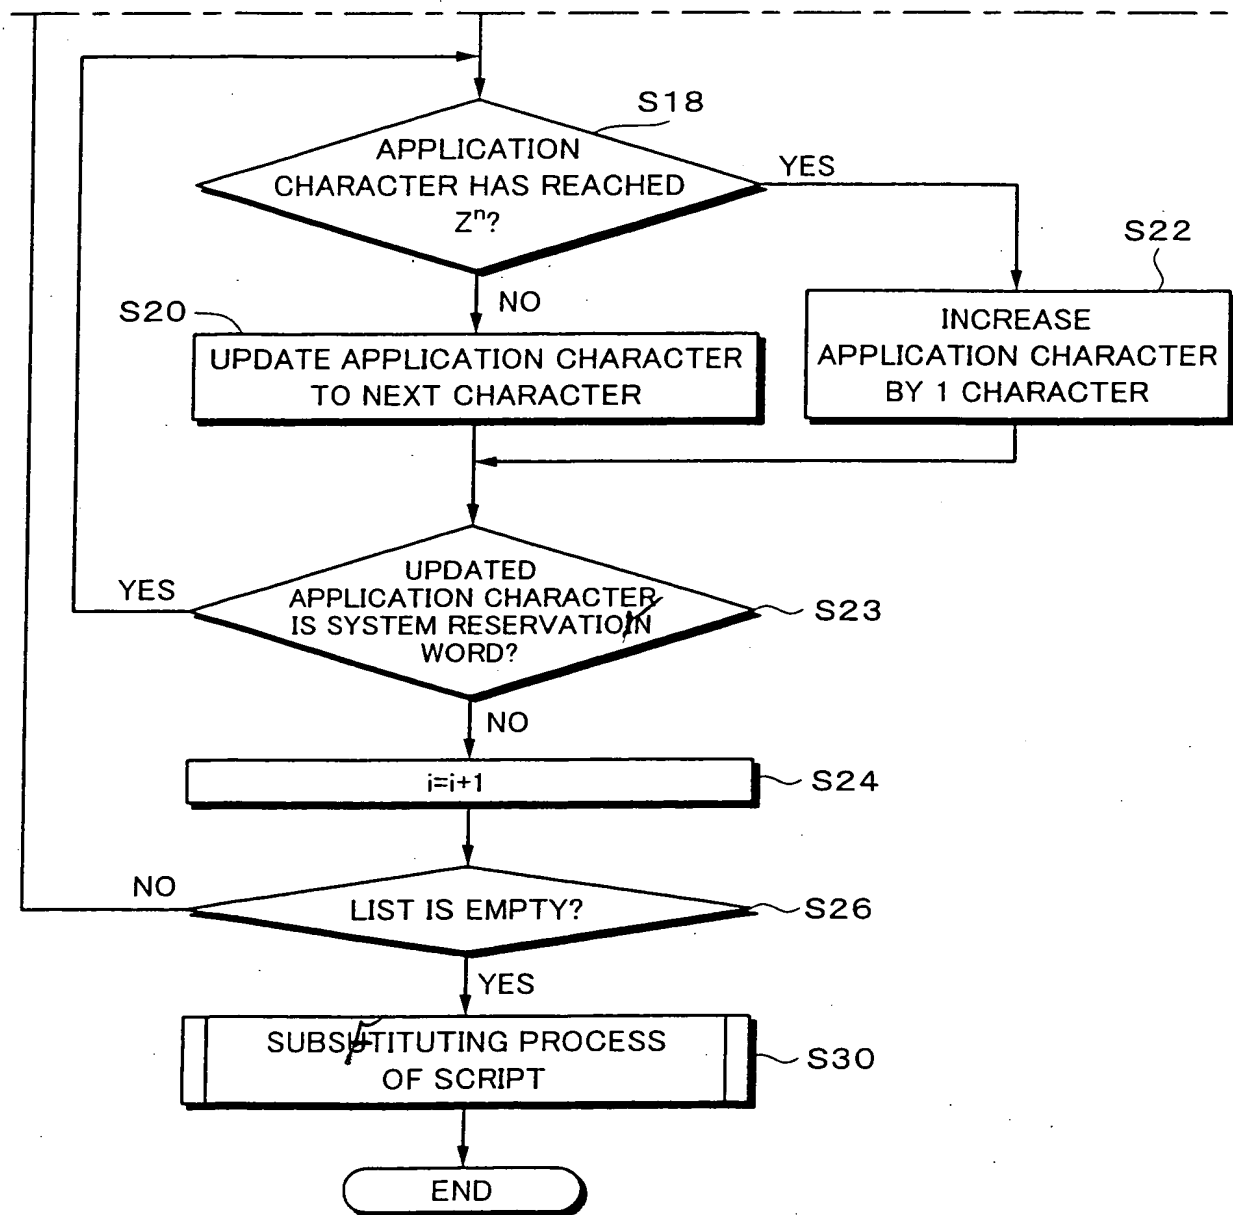 S18
APPLICATION
CHARACTER HAS REACHED
Zⁿ?
YES
NO
S22
INCREASE
APPLICATION CHARACTER
BY 1 CHARACTER
S20
UPDATE APPLICATION CHARACTER
TO NEXT CHARACTER
YES
UPDATED
APPLICATION CHARACTER
IS SYSTEM RESERVATION
WORD?
S23
NO
i=i+1
S24
NO
LIST IS EMPTY?
S26
YES
SUBSUTITUTING PROCESS
OF SCRIPT
S30
END